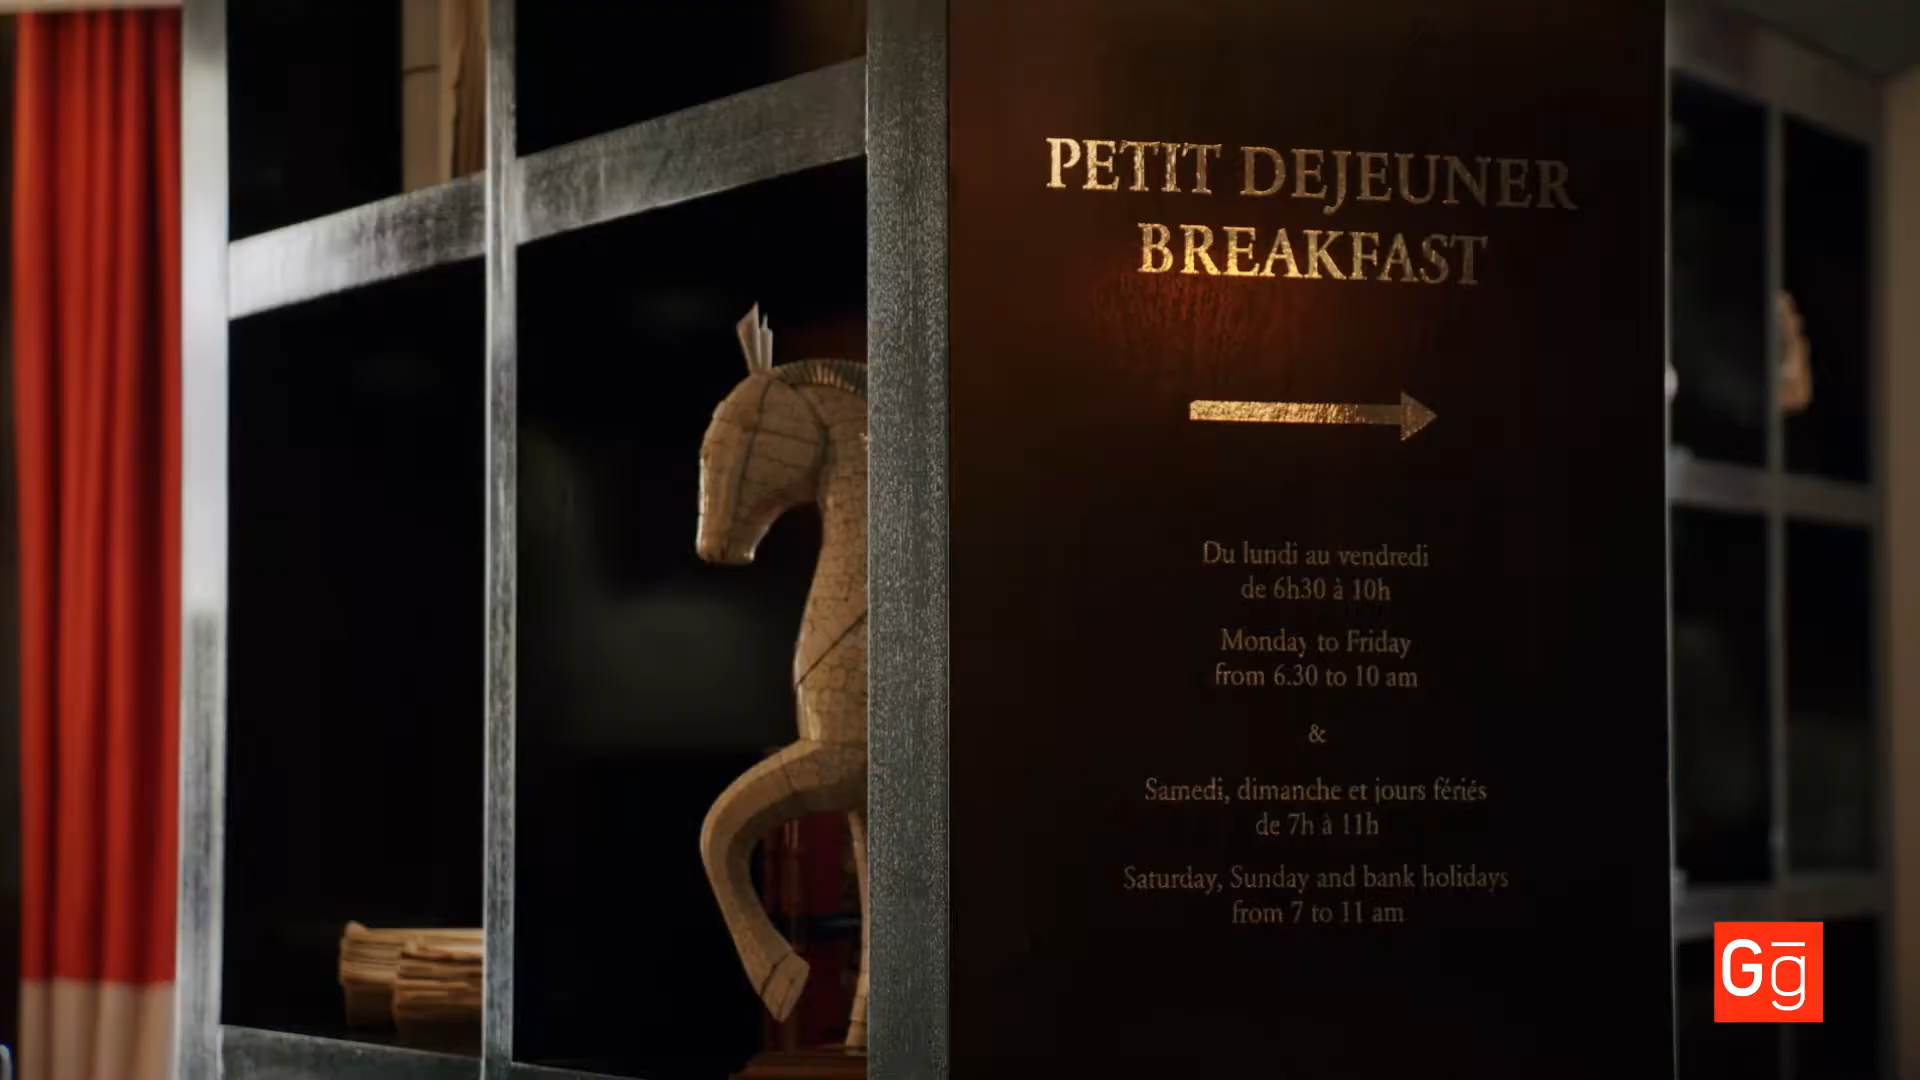 PETIT DEJEUNER
BREAKFAST
Du lundi au vendredi
de 6h30 à 10h
Monday to Friday
from 6.30 to 10 am
&
Samedi, dimanche et jours fériés
de 7h à 11h
Saturday, Sunday and bank holidays
from 7 to 11 am
Gg